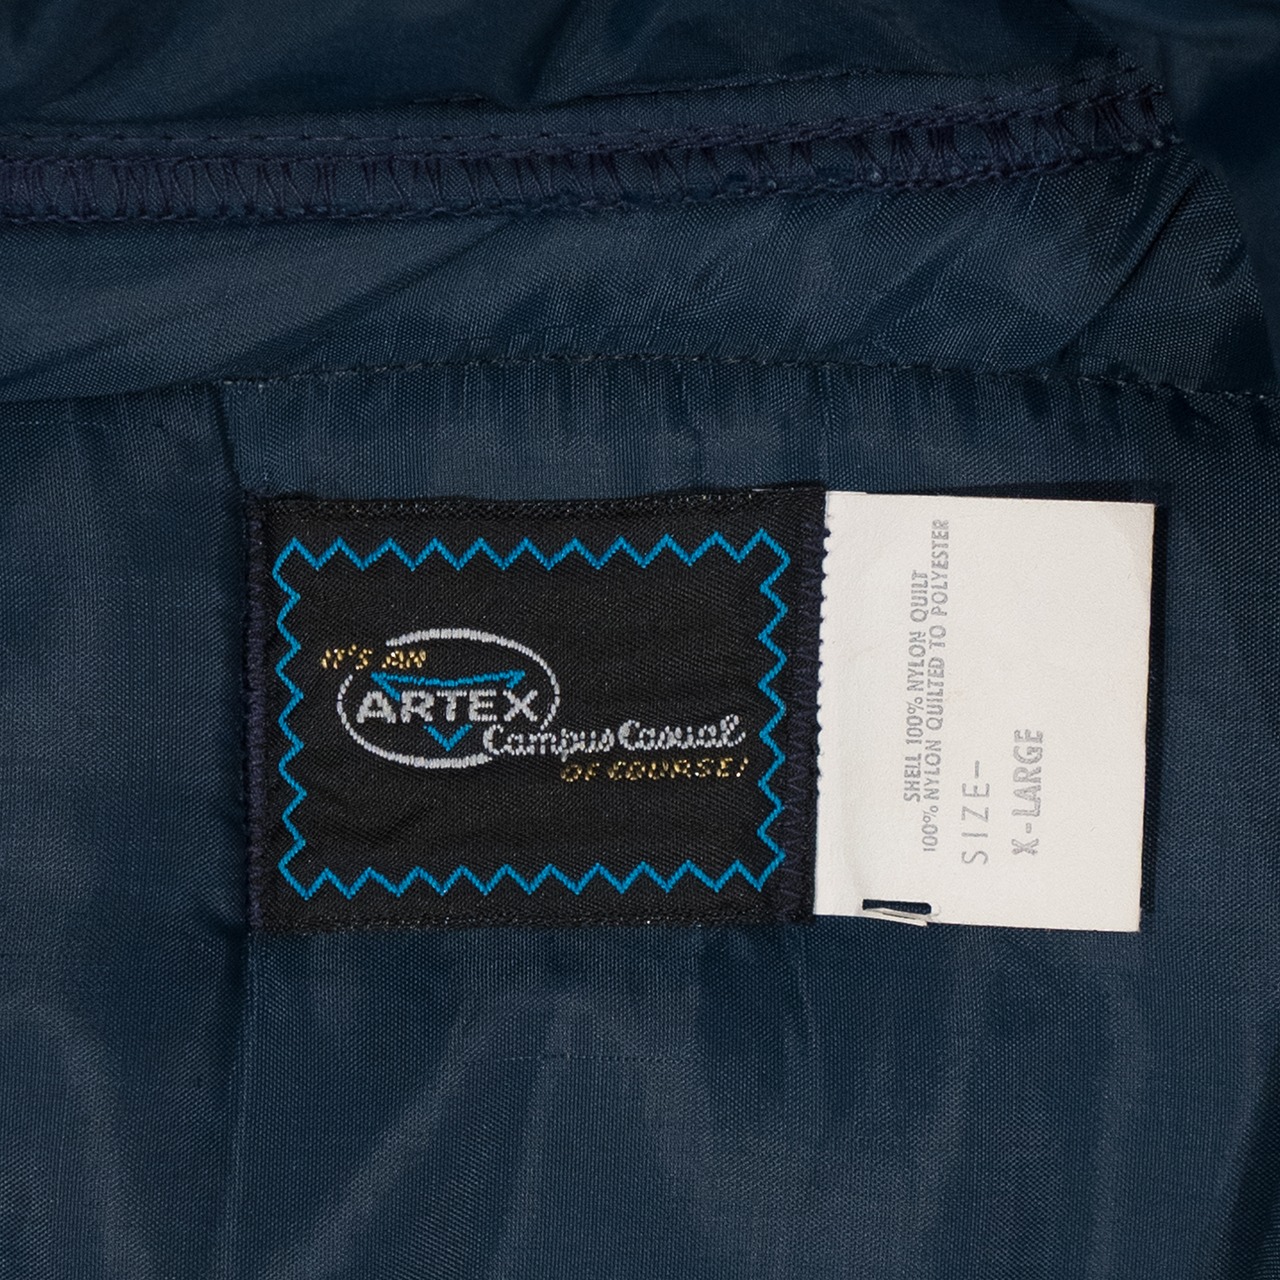 IT'S AN
ARTEX
Campus Casual
OF COURSE!
SHELL 100% NYLON QUILT
100% NYLON QUILTED TO POLYESTER
SIZE-
X-LARGE